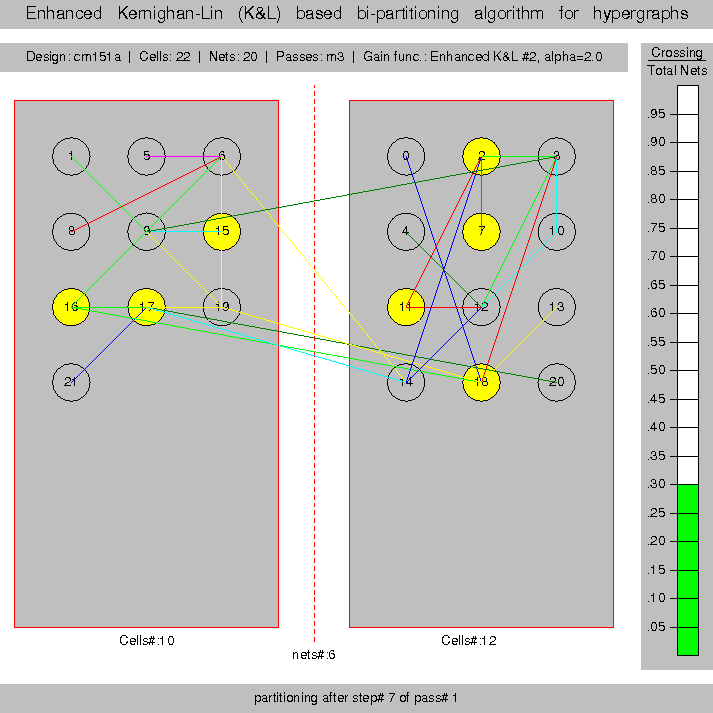 Enhanced Kernighan-Lin (K&L) based bi-partitioning algorithm for hypergraphs
Design: cm151a | Cells: 22 | Nets: 20 | Passes: m3 | Gain func.: Enhanced K&L #2, alpha=2.0
Crossing
Total Nets
.95
.90
.85
.80
.75
.70
.65
.60
.55
.50
.45
.40
.35
.30
.25
.20
.15
.10
.05
1 5 6 0 2 3
8 9 15 4 7 10
16 17 19 11 12 13
21 14 18 20
Cells#:10 Cells#:12
nets#:6
partitioning after step# 7 of pass# 1